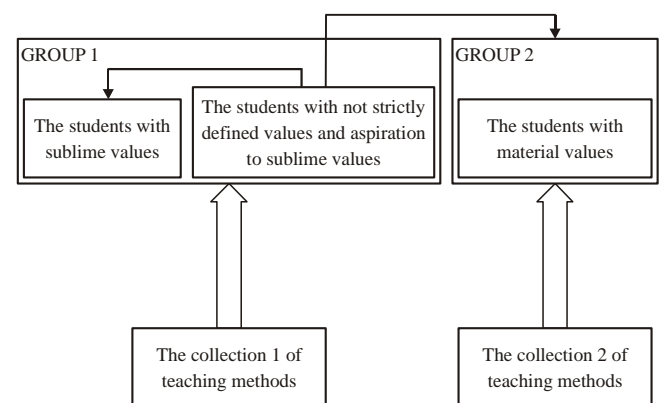 GROUP 1
The students with
sublime values
The students with not strictly
defined values and aspiration
to sublime values
GROUP 2
The students with
material values
The collection 1 of
teaching methods
The collection 2 of
teaching methods